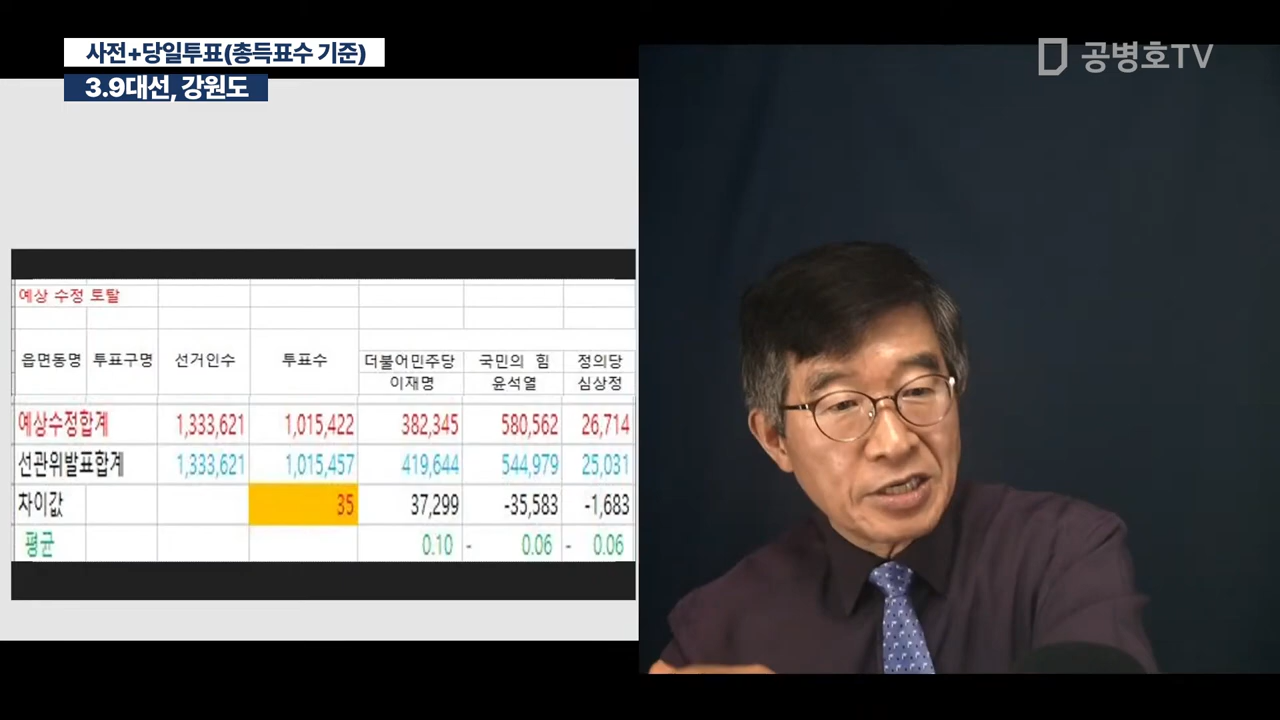 사전+당일투표(총득표수 기준)
3.9대선, 강원도
공병호TV
예상 수정 토탈
읍면동명 투표구명 선거인수 투표수 더불어민주당 국민의 힘 정의당
이재명 윤석열 심상정
예상수정합계 1,333,621 1,015,422 382,345 580,562 26,714
선관위발표합계 1,333,621 1,015,457 419,644 544,979 25,031
차이값 35 37,299 -35,583 -1,683
평균 0.10 - 0.06 - 0.06